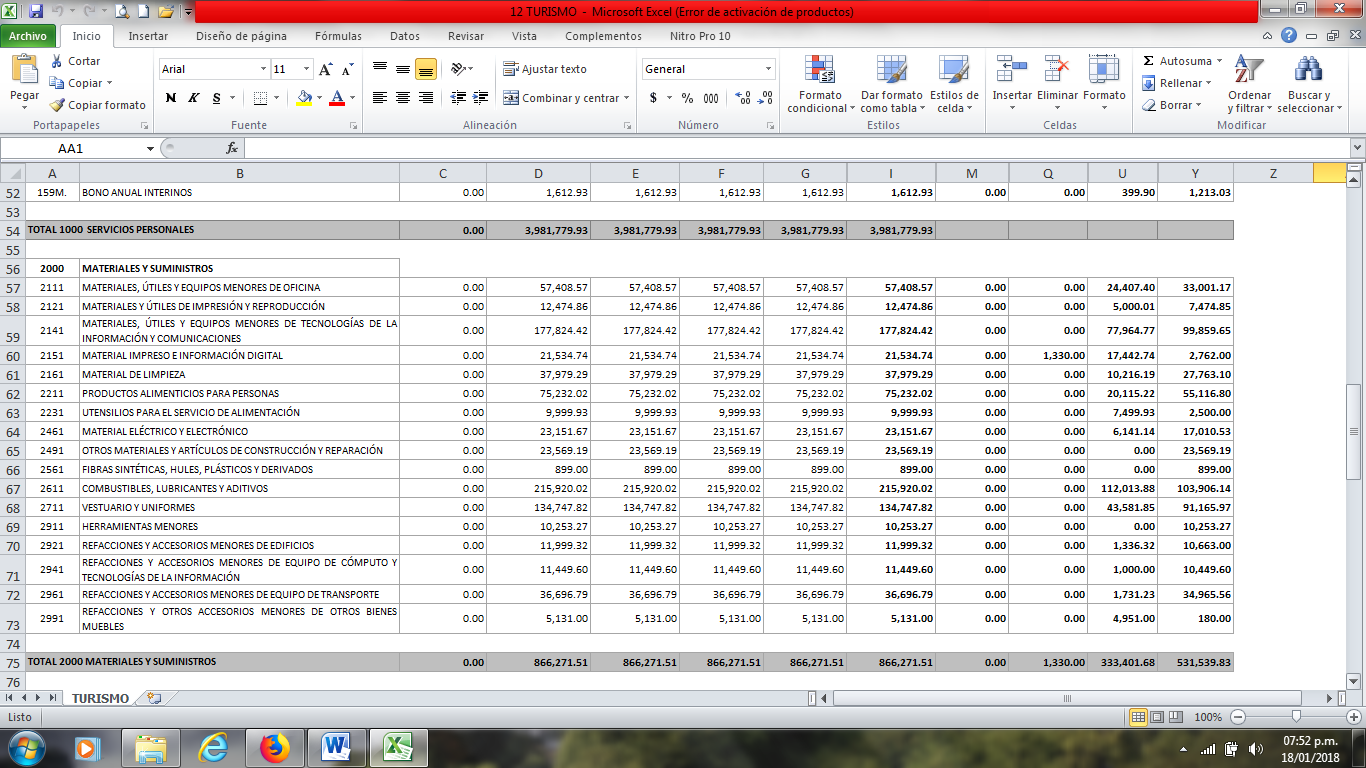 12 TURISMO - Microsoft Excel (Error de activación de productos)
Archivo Inicio Insertar Diseño de página Fórmulas Datos Revisar Vista Complementos Nitro Pro 10
Pegar Cortar Copiar Copiar formato
Portapapeles
Arial 11
N K S
Fuente
Ajustar texto
Combinar y centrar
Alineación
General
$ % 000
Número
Formato condicional Dar formato como tabla Estilos de celda
Estilos
Insertar Eliminar Formato
Celdas
Autosuma
Rellenar
Borrar
Ordenar y filtrar Buscar y seleccionar
Modificar
AA1 fx
A B C D E F G I M Q U Y Z
52 159M. BONO ANUAL INTERINOS 0.00 1,612.93 1,612.93 1,612.93 1,612.93 1,612.93 0.00 0.00 399.90 1,213.03
53
54 TOTAL 1000 SERVICIOS PERSONALES 0.00 3,981,779.93 3,981,779.93 3,981,779.93 3,981,779.93 3,981,779.93
55
56 2000 MATERIALES Y SUMINISTROS
57 2111 MATERIALES, ÚTILES Y EQUIPOS MENORES DE OFICINA 0.00 57,408.57 57,408.57 57,408.57 57,408.57 57,408.57 0.00 0.00 24,407.40 33,001.17
58 2121 MATERIALES Y ÚTILES DE IMPRESIÓN Y REPRODUCCIÓN 0.00 12,474.86 12,474.86 12,474.86 12,474.86 12,474.86 0.00 0.00 5,000.01 7,474.85
59 2141 MATERIALES, ÚTILES Y EQUIPOS MENORES DE TECNOLOGÍAS DE LA INFORMACIÓN Y COMUNICACIONES 0.00 177,824.42 177,824.42 177,824.42 177,824.42 177,824.42 0.00 0.00 77,964.77 99,859.65
60 2151 MATERIAL IMPRESO E INFORMACIÓN DIGITAL 0.00 21,534.74 21,534.74 21,534.74 21,534.74 21,534.74 0.00 1,330.00 17,442.74 2,762.00
61 2161 MATERIAL DE LIMPIEZA 0.00 37,979.29 37,979.29 37,979.29 37,979.29 37,979.29 0.00 0.00 10,216.19 27,763.10
62 2211 PRODUCTOS ALIMENTICIOS PARA PERSONAS 0.00 75,232.02 75,232.02 75,232.02 75,232.02 75,232.02 0.00 0.00 20,115.22 55,116.80
63 2231 UTENSILIOS PARA EL SERVICIO DE ALIMENTACIÓN 0.00 9,999.93 9,999.93 9,999.93 9,999.93 9,999.93 0.00 0.00 7,499.93 2,500.00
64 2461 MATERIAL ELÉCTRICO Y ELECTRÓNICO 0.00 23,151.67 23,151.67 23,151.67 23,151.67 23,151.67 0.00 0.00 6,141.14 17,010.53
65 2491 OTROS MATERIALES Y ARTÍCULOS DE CONSTRUCCIÓN Y REPARACIÓN 0.00 23,569.19 23,569.19 23,569.19 23,569.19 23,569.19 0.00 0.00 0.00 23,569.19
66 2561 FIBRAS SINTÉTICAS, HULES, PLÁSTICOS Y DERIVADOS 0.00 899.00 899.00 899.00 899.00 899.00 0.00 0.00 0.00 899.00
67 2611 COMBUSTIBLES, LUBRICANTES Y ADITIVOS 0.00 215,920.02 215,920.02 215,920.02 215,920.02 215,920.02 0.00 0.00 112,013.88 103,906.14
68 2711 VESTUARIO Y UNIFORMES 0.00 134,747.82 134,747.82 134,747.82 134,747.82 134,747.82 0.00 0.00 43,581.85 91,165.97
69 2911 HERRAMIENTAS MENORES 0.00 10,253.27 10,253.27 10,253.27 10,253.27 10,253.27 0.00 0.00 0.00 10,253.27
70 2921 REFACCIONES Y ACCESORIOS MENORES DE EDIFICIOS 0.00 11,999.32 11,999.32 11,999.32 11,999.32 11,999.32 0.00 0.00 1,336.32 10,663.00
71 2941 REFACCIONES Y ACCESORIOS MENORES DE EQUIPO DE CÓMPUTO Y TECNOLOGÍAS DE LA INFORMACIÓN 0.00 11,449.60 11,449.60 11,449.60 11,449.60 11,449.60 0.00 0.00 1,000.00 10,449.60
72 2961 REFACCIONES Y ACCESORIOS MENORES DE EQUIPO DE TRANSPORTE 0.00 36,696.79 36,696.79 36,696.79 36,696.79 36,696.79 0.00 0.00 1,731.23 34,965.56
73 2991 REFACCIONES Y OTROS ACCESORIOS MENORES DE OTROS BIENES MUEBLES 0.00 5,131.00 5,131.00 5,131.00 5,131.00 5,131.00 0.00 0.00 4,951.00 180.00
74
75 TOTAL 2000 MATERIALES Y SUMINISTROS 0.00 866,271.51 866,271.51 866,271.51 866,271.51 866,271.51 0.00 1,330.00 333,401.68 531,539.83
76
TURISMO
Listo 100%
07:52 p.m.
18/01/2018